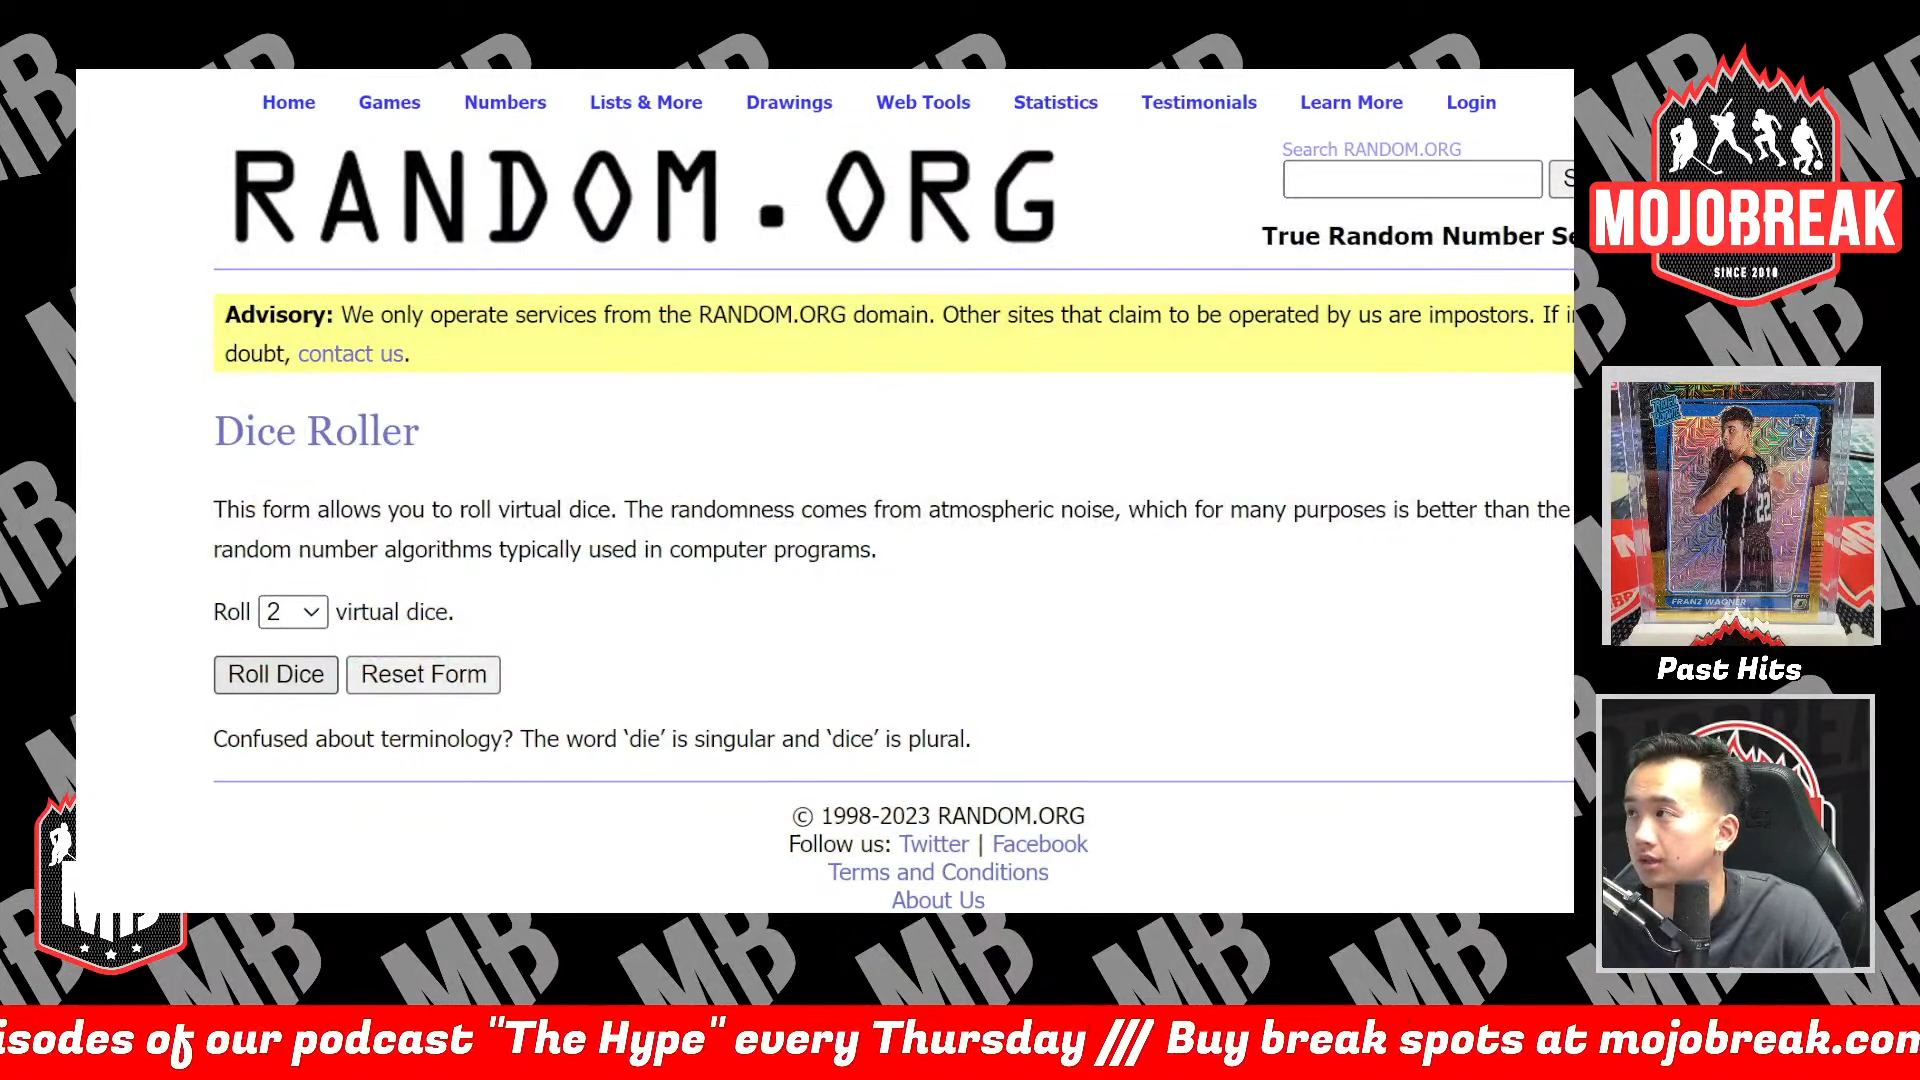 Home Games Numbers Lists & More Drawings Web Tools Statistics Testimonials Learn More Login
RANDOM.ORG
Search RANDOM.ORG
S
True Random Number Se
Advisory: We only operate services from the RANDOM.ORG domain. Other sites that claim to be operated by us are impostors. If in
doubt, contact us.
Dice Roller
This form allows you to roll virtual dice. The randomness comes from atmospheric noise, which for many purposes is better than the
random number algorithms typically used in computer programs.
Roll 2 virtual dice.
Roll Dice Reset Form
Confused about terminology? The word ‘die’ is singular and ‘dice’ is plural.
© 1998-2023 RANDOM.ORG
Follow us: Twitter | Facebook
Terms and Conditions
About Us
MOJOBREAK
SINCE 2010
22
FRANZ WAGNER
Past Hits
MB
isodes of our podcast "The Hype" every Thursday /// Buy break spots at mojobreak.com